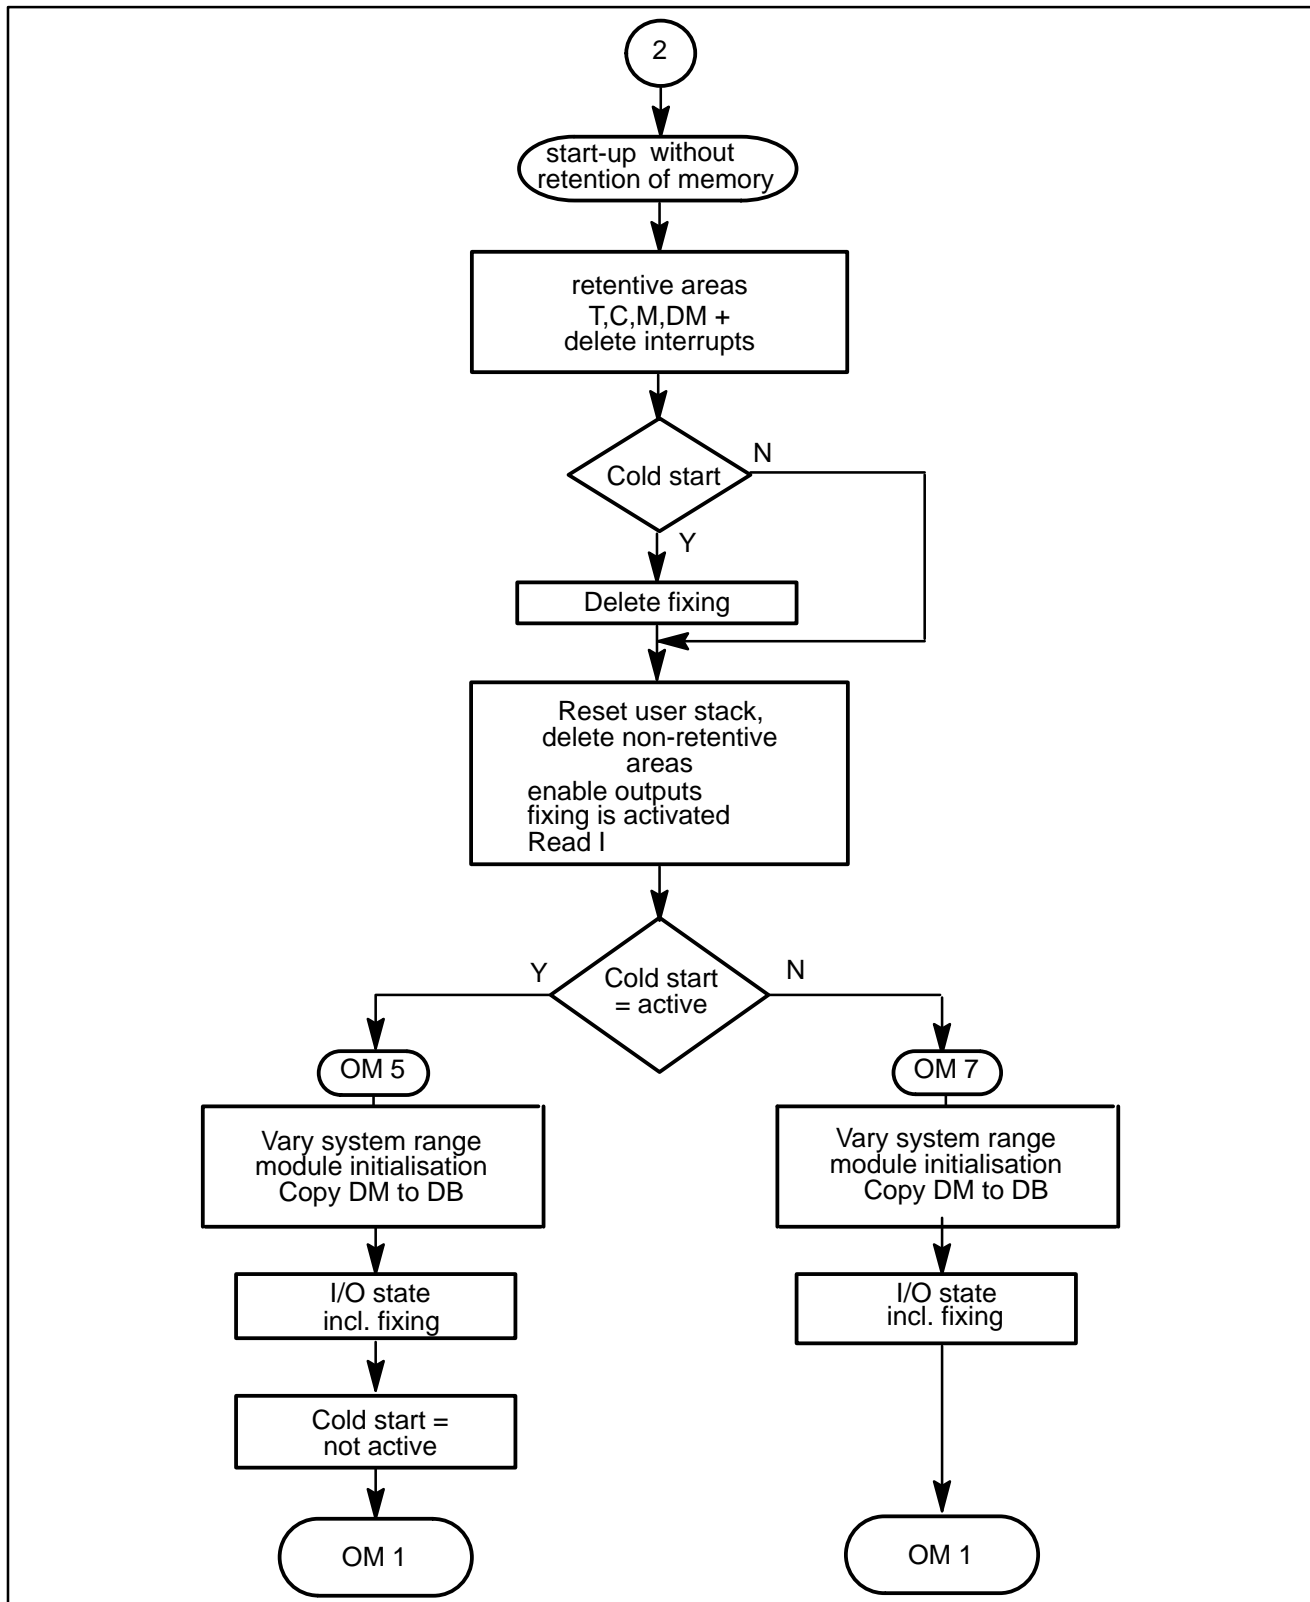 2
start-up without
retention of memory
retentive areas
T,C,M,DM +
delete interrupts
Cold start
N
Y
Delete fixing
Reset user stack,
delete non-retentive
areas
enable outputs
fixing is activated
Read I
Cold start
= active
Y
N
OM 5
Vary system range
module initialisation
Copy DM to DB
I/O state
incl. fixing
Cold start =
not active
OM 1
OM 7
Vary system range
module initialisation
Copy DM to DB
I/O state
incl. fixing
OM 1